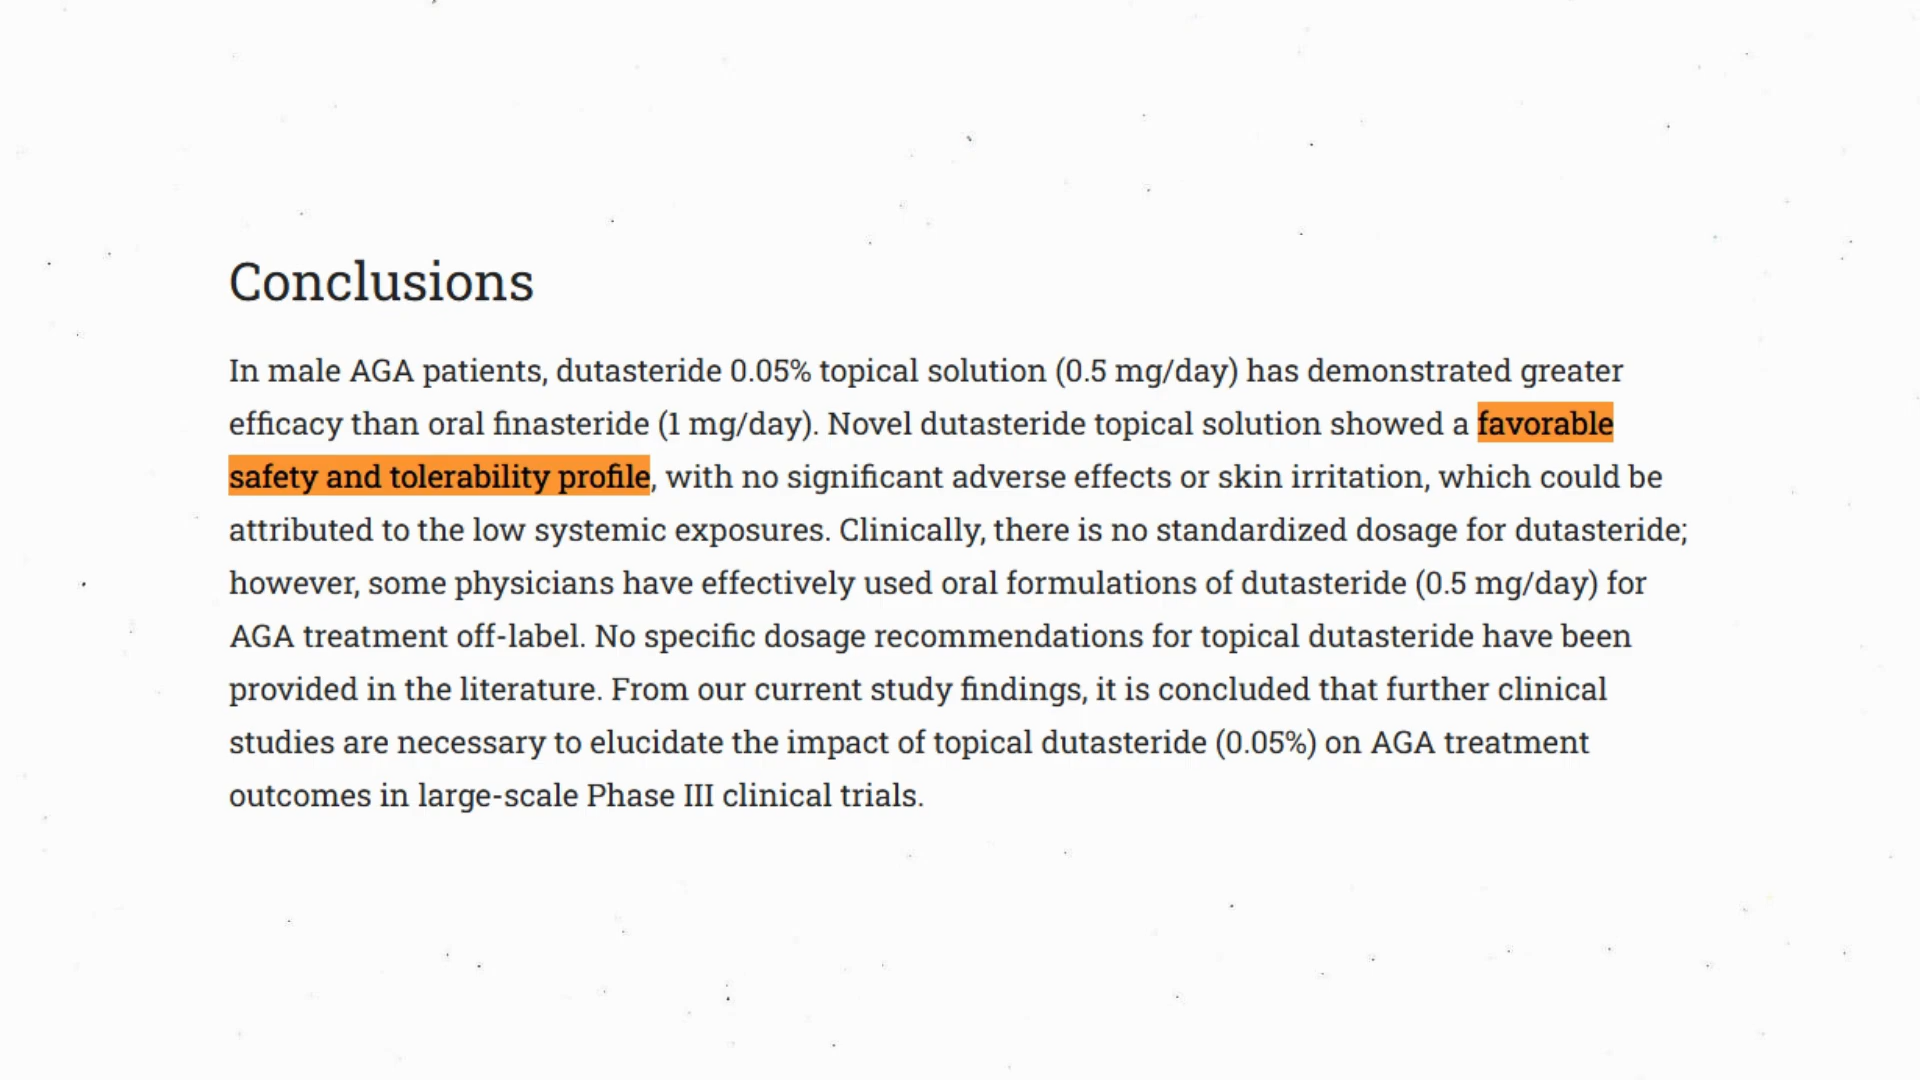 Conclusions
In male AGA patients, dutasteride 0.05% topical solution (0.5 mg/day) has demonstrated greater
efficacy than oral finasteride (1 mg/day). Novel dutasteride topical solution showed a favorable
safety and tolerability profile, with no significant adverse effects or skin irritation, which could be
attributed to the low systemic exposures. Clinically, there is no standardized dosage for dutasteride;
however, some physicians have effectively used oral formulations of dutasteride (0.5 mg/day) for
AGA treatment off-label. No specific dosage recommendations for topical dutasteride have been
provided in the literature. From our current study findings, it is concluded that further clinical
studies are necessary to elucidate the impact of topical dutasteride (0.05%) on AGA treatment
outcomes in large-scale Phase III clinical trials.